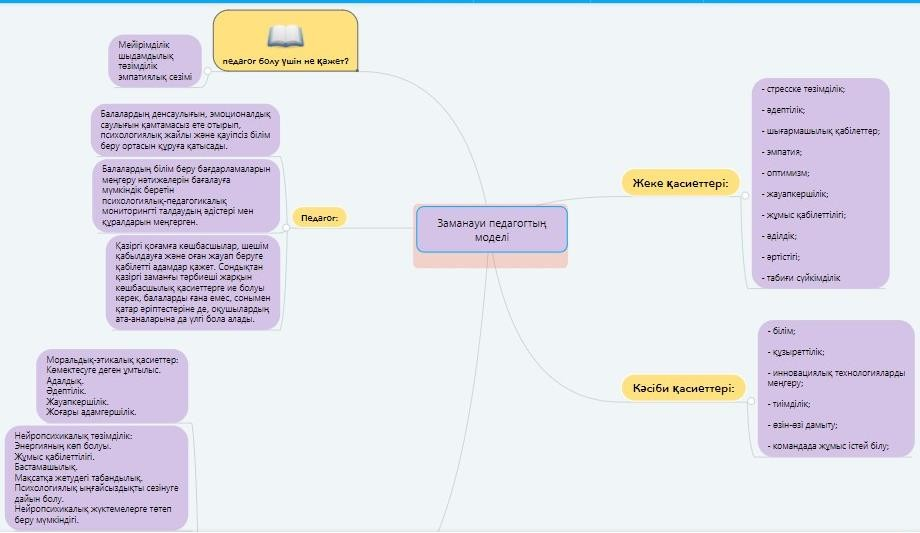 педагог болу үшін не қажет?
Мейірімділік
шыдамдылық
төзімділік
эмпатиялық сезімі
Балалардың денсаулығын, эмоционалдық
саулығын қамтамасыз ете отырып,
психологиялық жайлы және қауіпсіз білім
беру ортасын құруға қатысады.
Балалардың білім беру бағдарламаларын
меңгеру нәтижелерін бағалауға
мүмкіндік беретін
психологиялық-педагогикалық
мониторингті талдаудың әдістері мен
құралдарын меңгерген.
Қазіргі қоғамға көшбасшылар, шешім
қабылдауға және оған жауап беруге
қабілетті адамдар қажет. Сондықтан
қазіргі заманғы тәрбиеші жарқын
көшбасшылық қасиеттерге ие болуы
керек, балаларды ғана емес, сонымен
қатар әріптестеріне де, оқушылардың
ата-аналарына да үлгі бола алады.
Педагог:
Заманауи педагогтың
моделі
Жеке қасиеттері:
- стресске төзімділік;
- әдептілік;
- шығармашылық қабілеттер;
- эмпатия;
- оптимизм;
- жауапкершілік;
- жұмыс қабілеттілігі;
- әділдік;
- әртістігі;
- табиғи сүйкімділік
Кәсіби қасиеттері:
- білім;
- құзыреттілік;
- инновациялық технологияларды
меңгеру;
- тиімділік;
- өзін-өзі дамыту;
- командада жұмыс істей білу;
Моральдық-этикалық қасиеттер:
Көмектесуге деген ұмтылыс.
Адалдық.
Әдептілік.
Жауапкершілік.
Жоғары адамгершілік.
Нейропсихикалық төзімділік:
Энергияның көп болуы.
Жұмыс қабілеттілігі.
Бастамашылық.
Мақсатқа жетудегі табандылық.
Психологиялық ыңғайсыздықты сезінуге
дайын болу.
Нейропсихикалық жүктемелерге төтеп
беру мүмкіндігі.